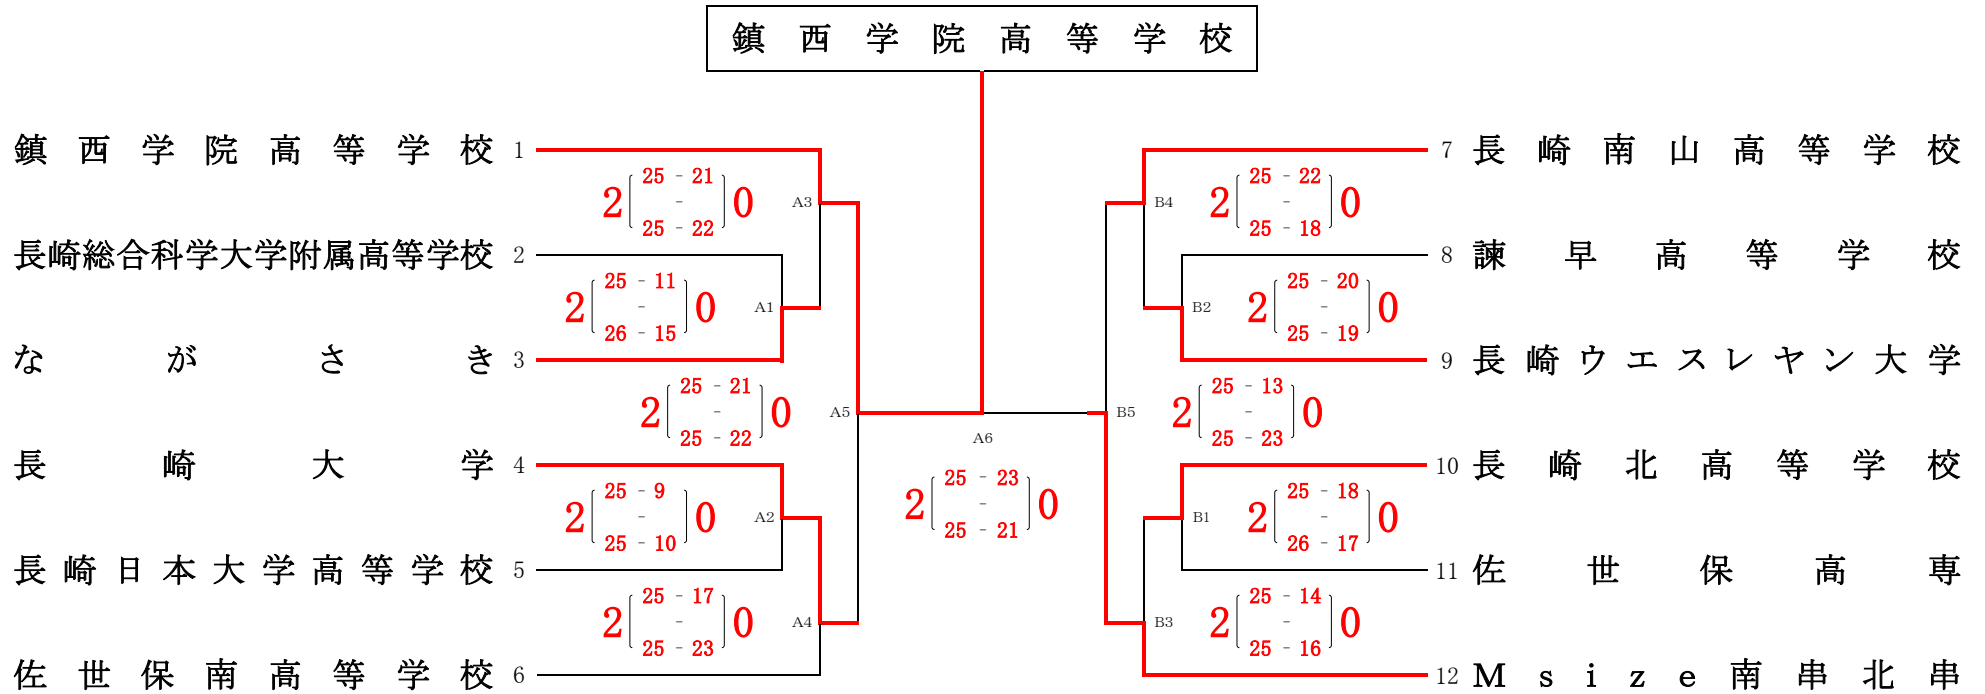 鎮西学院高等学校
鎮西学院高等学校 1
7 長崎南山高等学校
25 - 21
2 - 0
25 - 22
A3
B4
25 - 22
2 - 0
25 - 18
長崎総合科学大学附属高等学校 2
8 諫早高等学校
25 - 11
2 - 0
26 - 15
A1
B2
25 - 20
2 - 0
25 - 19
ながさき 3
9 長崎ウエスレヤン大学
25 - 21
2 - 0
25 - 22
A5
B5
25 - 13
2 - 0
25 - 23
A6
25 - 23
2 - 0
25 - 21
長崎大学 4
10 長崎北高等学校
25 - 9
2 - 0
25 - 10
A2
B1
25 - 18
2 - 0
26 - 17
長崎日本大学高等学校 5
11 佐世保高専
25 - 17
2 - 0
25 - 23
A4
B3
25 - 14
2 - 0
25 - 16
佐世保南高等学校 6
12 Msize南串北串